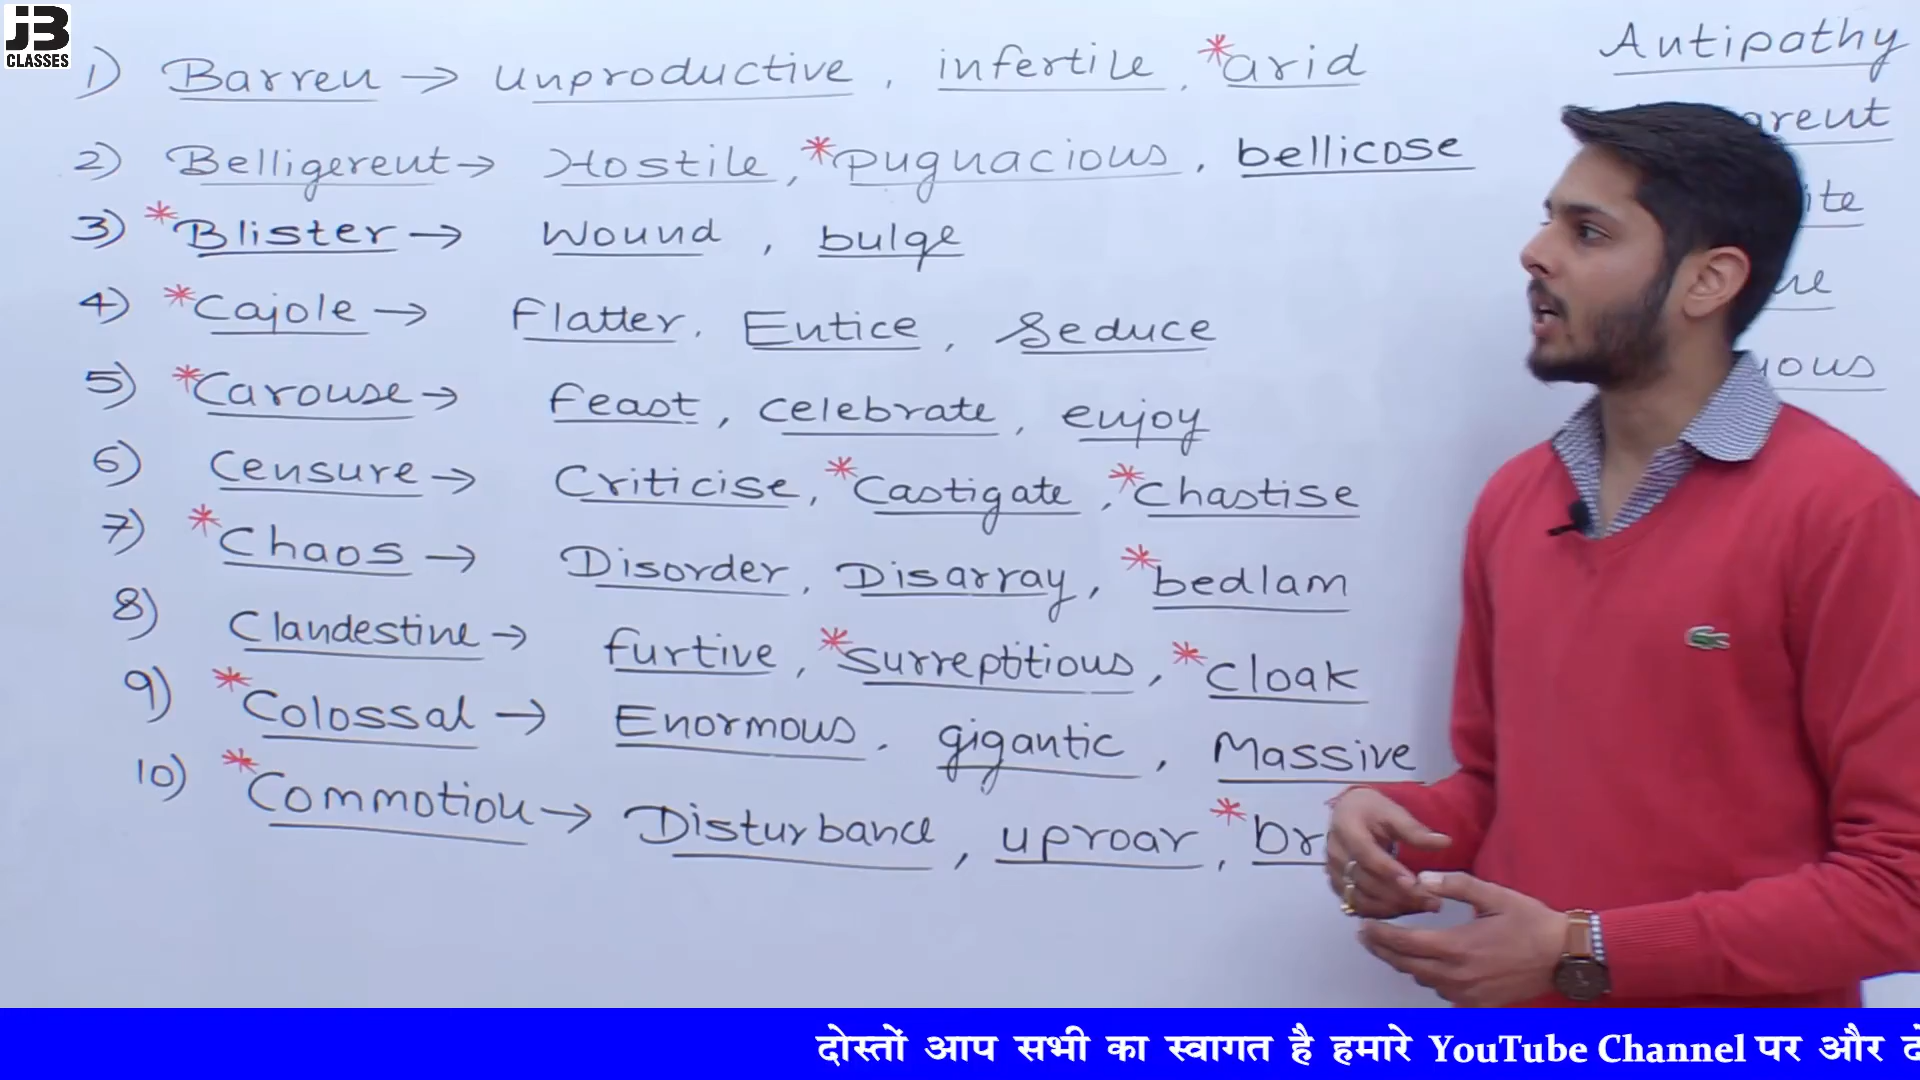 JB
CLASSES
1) Barren → unproductive, infertile, *arid
2) Belligerent → Hostile, *pugnacious, bellicose
3) *Blister → Wound, bulge
4) *Cajole → Flatter, Entice, Seduce
5) *Carouse → feast, celebrate, enjoy
6) Censure → Criticise, *Castigate, *Chastise
7) *Chaos → Disorder, Disarray, *bedlam
8) Clandestine → furtive, *surreptitious, *cloak
9) *Colossal → Enormous, gigantic, Massive
10) *Commotion → Disturbance, uproar,
Antipathy
दोस्तों आप सभी का स्वागत है हमारे YouTube Channel पर और